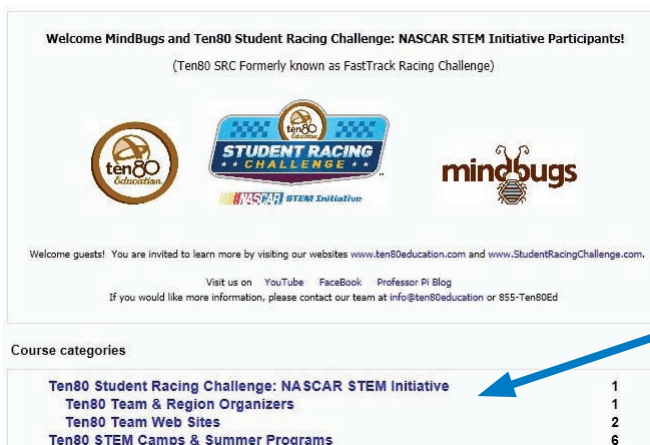 Welcome MindBugs and Ten80 Student Racing Challenge: NASCAR STEM Initiative Participants!
(Ten80 SRC Formerly known as FastTrack Racing Challenge)
ten80
Education
ten80
Education
STUDENT RACING
CHALLENGE
NASCAR STEM Initiative
mindbugs
Welcome guests! You are invited to learn more by visiting our websites www.ten80education.com and www.StudentRacingChallenge.com.
Visit us on YouTube FaceBook Professor Pi Blog
If you would like more information, please contact our team at info@ten80education or 855-Ten80Ed
Course categories
Ten80 Student Racing Challenge: NASCAR STEM Initiative 1
Ten80 Team & Region Organizers 1
Ten80 Team Web Sites 2
Ten80 STEM Camps & Summer Programs 6